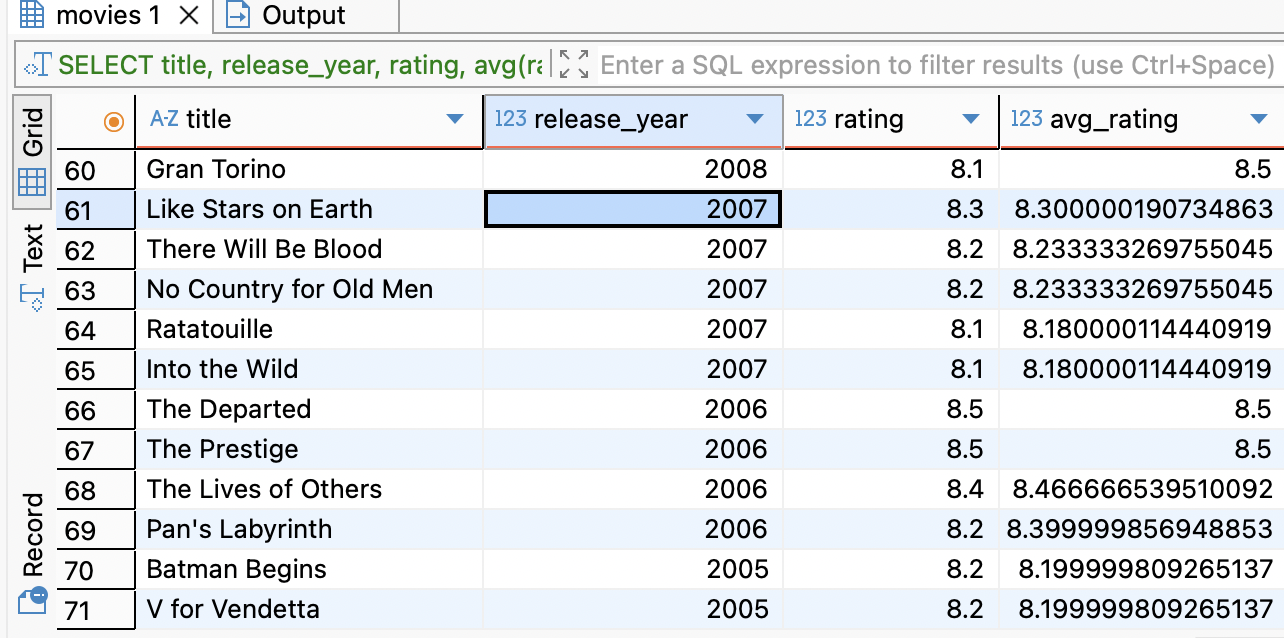 movies 1 Output
SELECT title, release_year, rating, avg(ra Enter a SQL expression to filter results (use Ctrl+Space)
Grid
Text
Record
A-Z title 123 release_year 123 rating 123 avg_rating
60 Gran Torino 2008 8.1 8.5
61 Like Stars on Earth 2007 8.3 8.300000190734863
62 There Will Be Blood 2007 8.2 8.233333269755045
63 No Country for Old Men 2007 8.2 8.233333269755045
64 Ratatouille 2007 8.1 8.180000114440919
65 Into the Wild 2007 8.1 8.180000114440919
66 The Departed 2006 8.5 8.5
67 The Prestige 2006 8.5 8.5
68 The Lives of Others 2006 8.4 8.466666539510092
69 Pan's Labyrinth 2006 8.2 8.399999856948853
70 Batman Begins 2005 8.2 8.199999809265137
71 V for Vendetta 2005 8.2 8.199999809265137